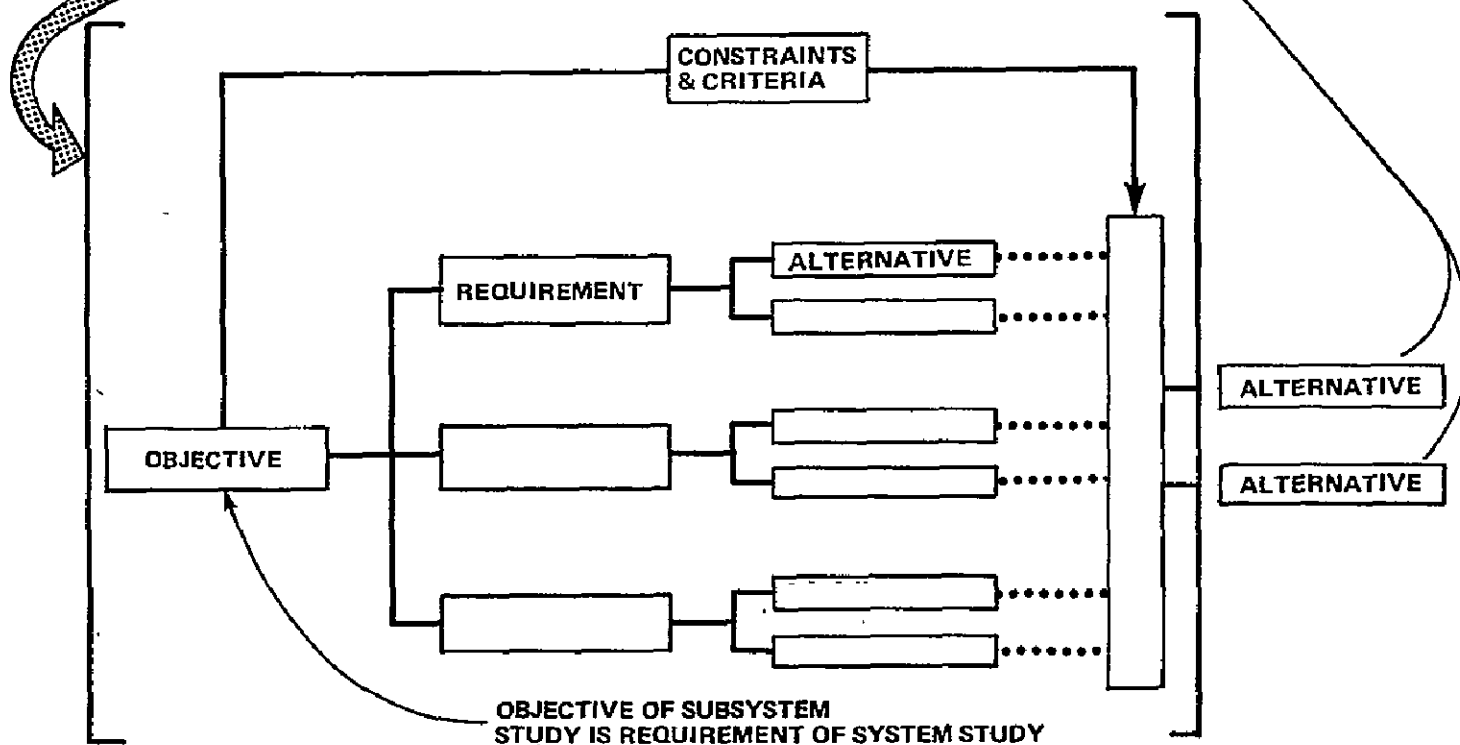 CONSTRAINTS
& CRITERIA
ALTERNATIVE
REQUIREMENT
ALTERNATIVE
OBJECTIVE
ALTERNATIVE
OBJECTIVE OF SUBSYSTEM
STUDY IS REQUIREMENT OF SYSTEM STUDY